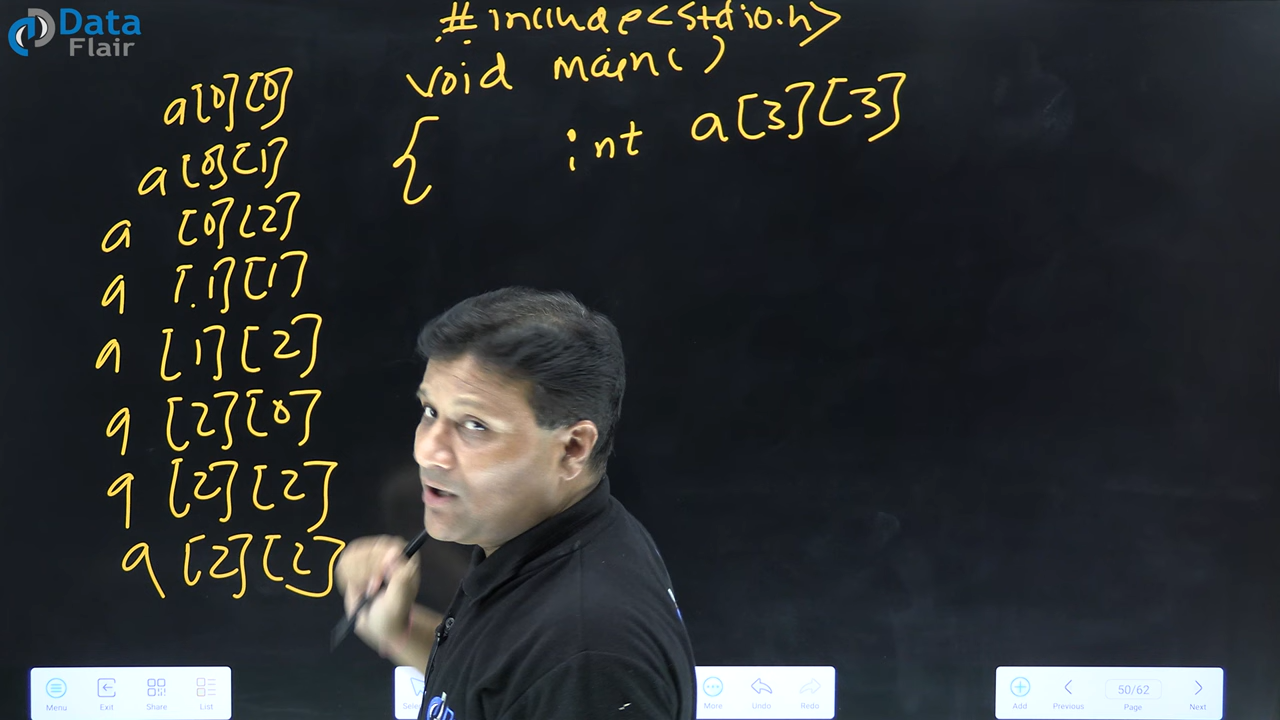 Data
Flair
#include<stdio.h>
void main()
{ int a[3][3]
a[0][0]
a[0][1]
a [0][2]
a [1][1]
a [1][2]
a [2][0]
a [2][2]
a [2][2]
Menu
Exit
Share
List
More
Undo
Redo
Add
Previous
50/62
Page
Next